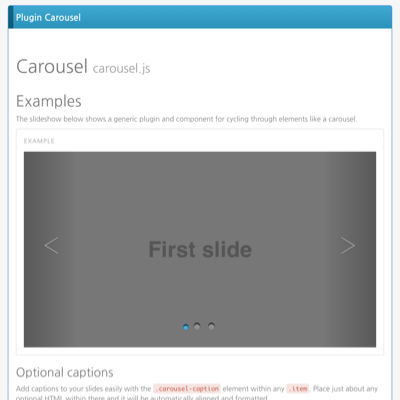 Plugin Carousel
Carousel carousel.js
Examples
The slideshow below shows a generic plugin and component for cycling through elements like a carousel.
EXAMPLE
First slide
Optional captions
Add captions to your slides easily with the .carousel-caption element within any .item. Place just about any
optional HTML within there and it will be automatically aligned and formatted.